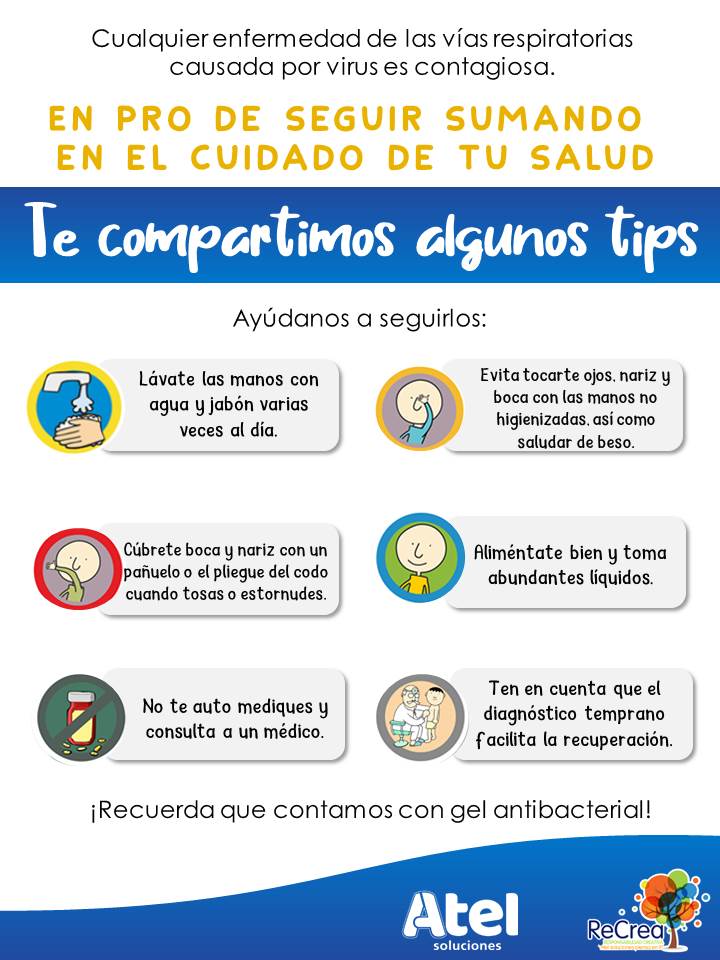 Cualquier enfermedad de las vías respiratorias
causada por virus es contagiosa.
EN PRO DE SEGUIR SUMANDO
EN EL CUIDADO DE TU SALUD
Te compartimos algunos tips
Ayúdanos a seguirlos:
Lávate las manos con
agua y jabón varias
veces al día.
Evita tocarte ojos, nariz y
boca con las manos no
higienizadas, así como
saludar de beso.
Cúbrete boca y nariz con un
pañuelo o el pliegue del codo
cuando tosas o estornudes.
Aliméntate bien y toma
abundantes líquidos.
No te auto mediques y
consulta a un médico.
Ten en cuenta que el
diagnóstico temprano
facilita la recuperación.
¡Recuerda que contamos con gel antibacterial!
Atel
soluciones
ReCrea
RESPONSABILIDAD CREATIVA